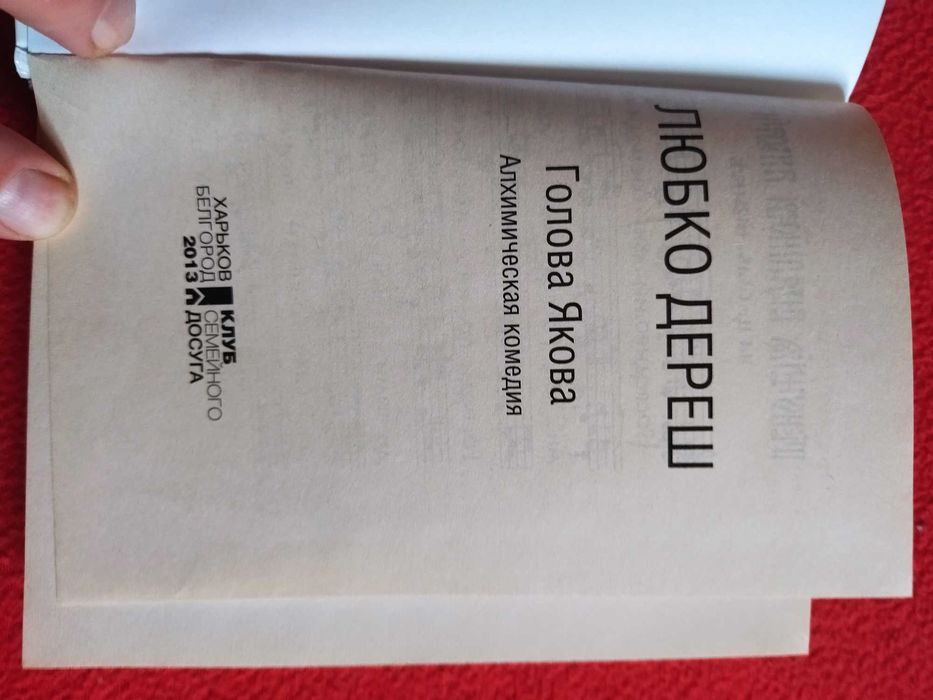 ЛЮБКО ДЕРЕШ
Голова Якова
Алхимическая комедия
ХАРЬКОВ КЛУБ
БЕЛГОРОД СЕМЕЙНОГО
2013 ДОСУГА